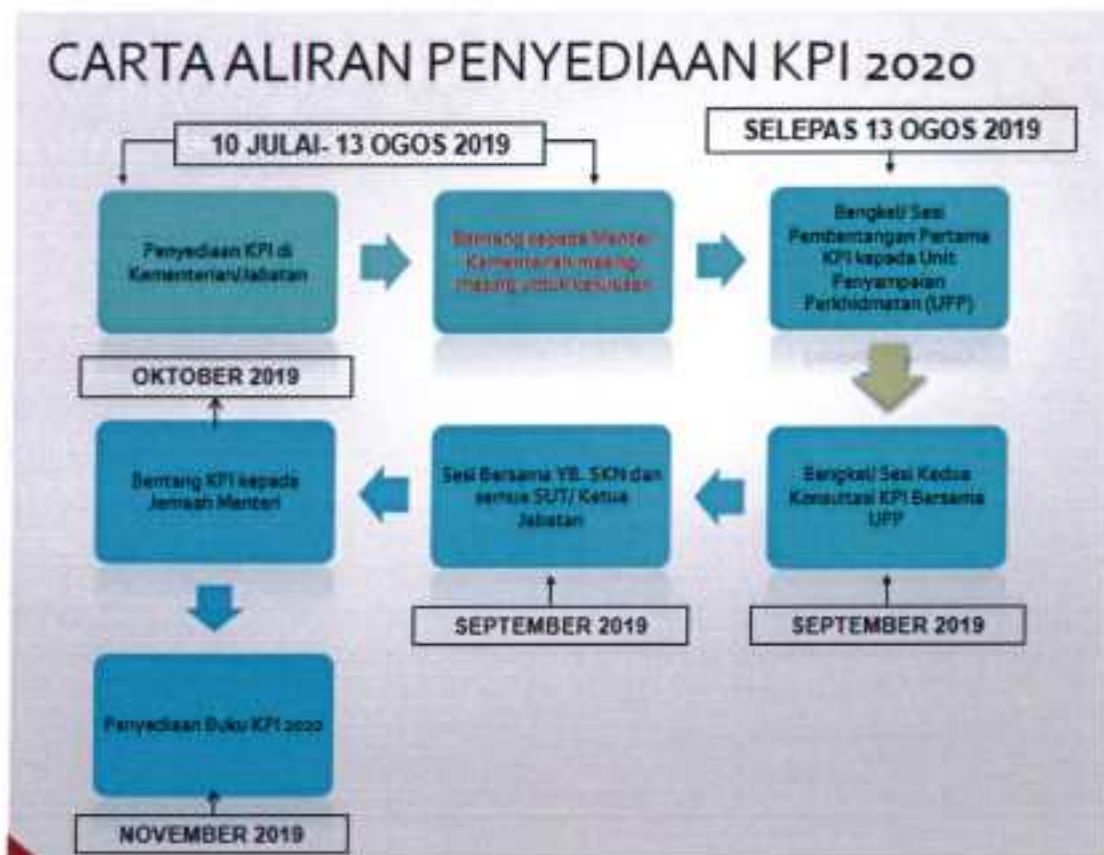 CARTA ALIRAN PENYEDIAAN KPI 2020
10 JULAI- 13 OGOS 2019
SELEPAS 13 OGOS 2019
Penyediaan KPI di
Kementerian/Jabatan
Bentang kepada Menteri
Kementerian masing-
masing untuk kelulusan
Bengkel/ Sesi
Pembentangan Pertama
KPI kepada Unit
Penyampaian
Perkhidmatan (UPP)
OKTOBER 2019
Bentang KPI kepada
Jemaah Menteri
Sesi Bersama YB. SKN dan
semua SUT/ Ketua
Jabatan
Bengkel/ Sesi Kedua
Konsultasi KPI Bersama
UPP
SEPTEMBER 2019
SEPTEMBER 2019
Penyediaan Buku KPI 2020
NOVEMBER 2019